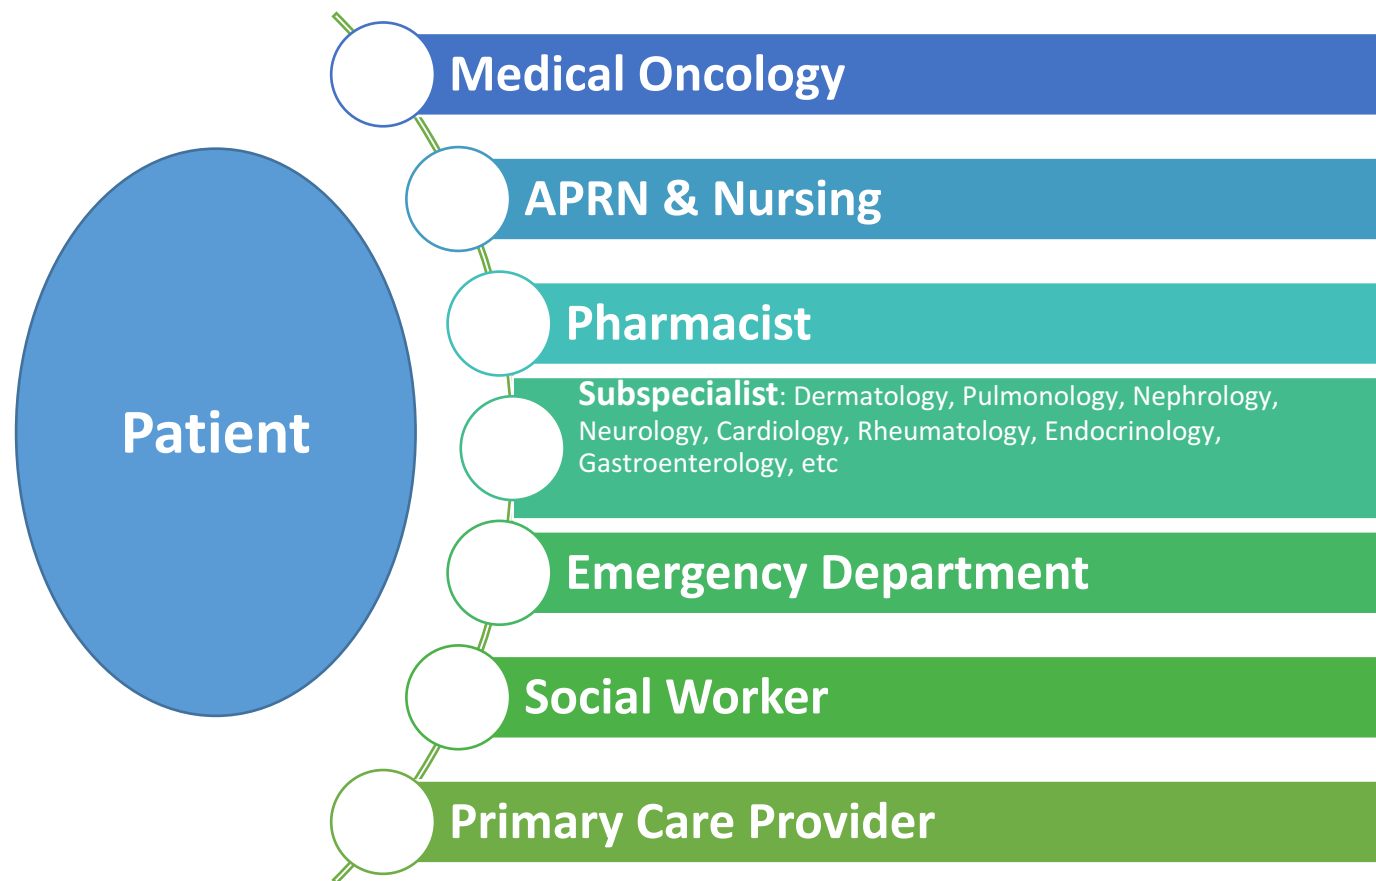 Medical Oncology
APRN & Nursing
Pharmacist
Patient
Subspecialist: Dermatology, Pulmonology, Nephrology,
Neurology, Cardiology, Rheumatology, Endocrinology,
Gastroenterology, etc
Emergency Department
Social Worker
Primary Care Provider